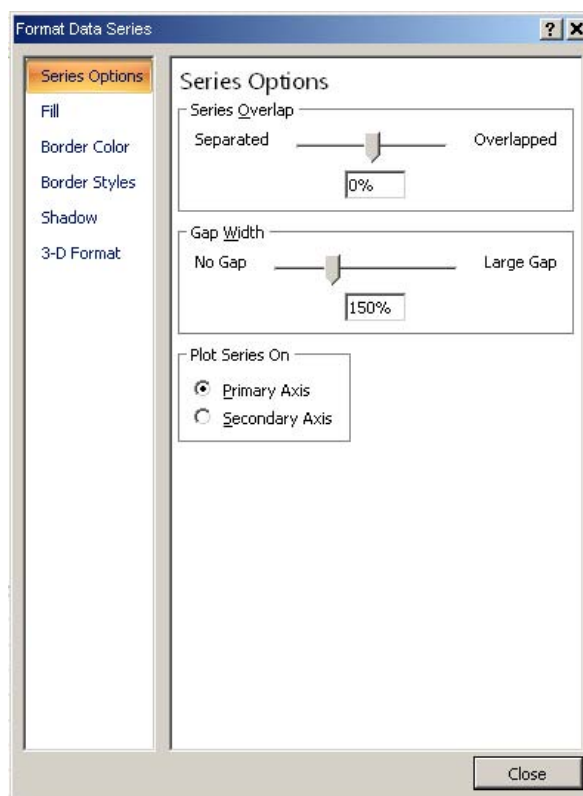 Format Data Series
Series Options
Fill
Border Color
Border Styles
Shadow
3-D Format
Series Options
Series Overlap
Separated Overlapped
0%
Gap Width
No Gap Large Gap
150%
Plot Series On
Primary Axis
Secondary Axis
Close